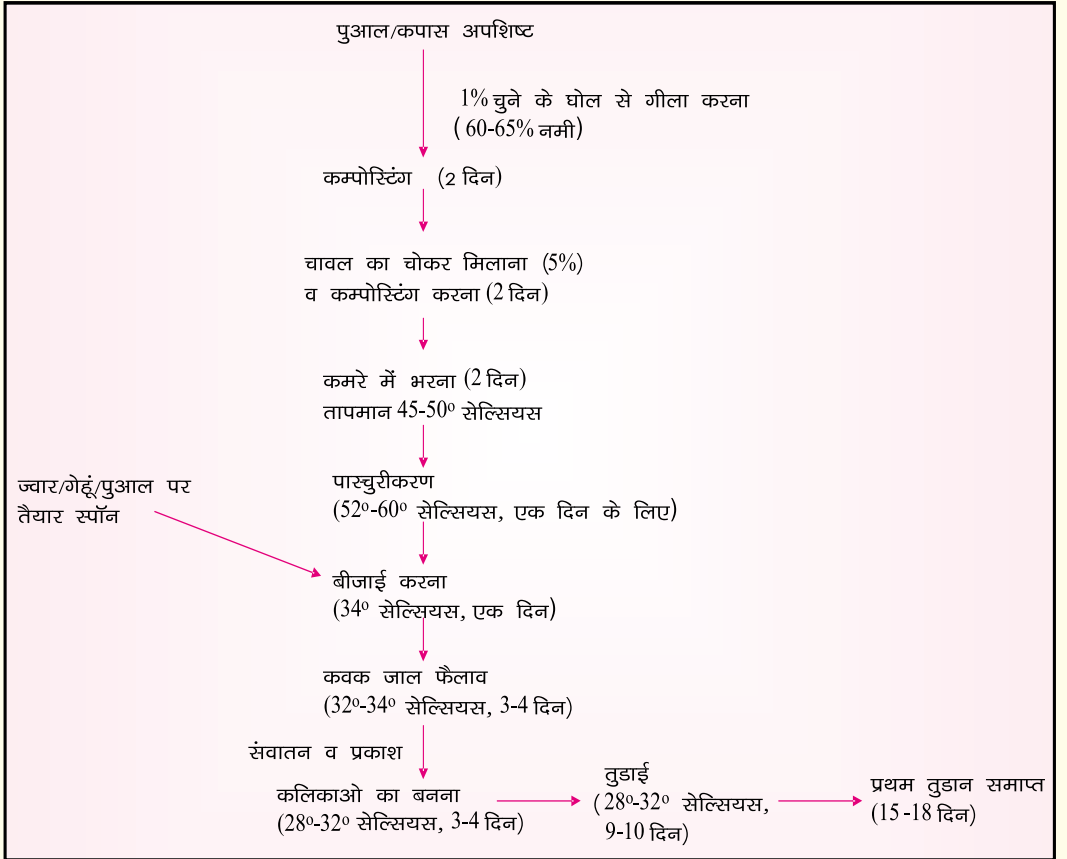 पुआल/कपास अपशिष्ट
1% चुने के घोल से गीला करना
( 60-65% नमी)
कम्पोस्टिंग (2 दिन)
चावल का चोकर मिलाना (5%)
व कम्पोस्टिंग करना (2 दिन)
कमरे में भरना (2 दिन)
तापमान 45-50º सेल्सियस
पास्चुरीकरण
(52º-60º सेल्सियस, एक दिन के लिए)
ज्वार/गेहूं/पुआल पर
तैयार स्पॉन
बीजाई करना
(34º सेल्सियस, एक दिन)
कवक जाल फैलाव
(32º-34º सेल्सियस, 3-4 दिन)
संवातन व प्रकाश
कलिकाओ का बनना
(28º-32º सेल्सियस, 3-4 दिन)
तुडाई
(28º-32º सेल्सियस,
9-10 दिन)
प्रथम तुडान समाप्त
(15-18 दिन)